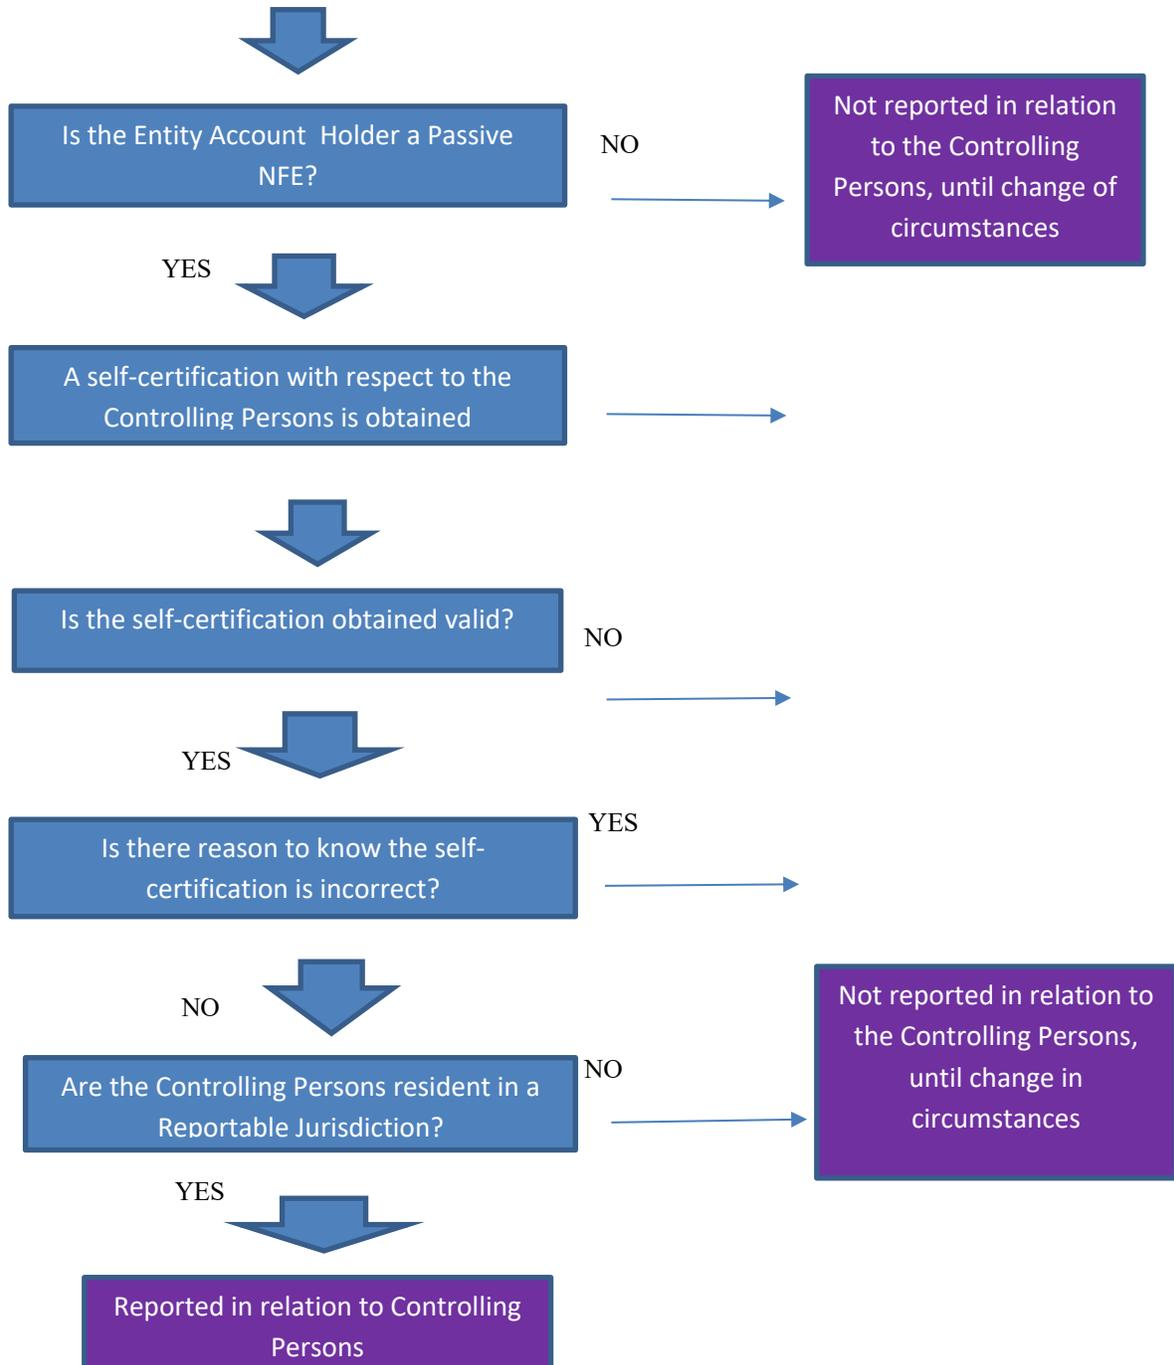 Is the Entity Account  Holder a Passive
NFE?
NO
Not reported in relation
to the Controlling
Persons, until change of
circumstances
YES
A self-certification with respect to the
Controlling Persons is obtained
Is the self-certification obtained valid?
NO
YES
Is there reason to know the self-
certification is incorrect?
YES
NO
Are the Controlling Persons resident in a
Reportable Jurisdiction?
NO
Not reported in relation to
the Controlling Persons,
until change in
circumstances
YES
Reported in relation to Controlling
Persons